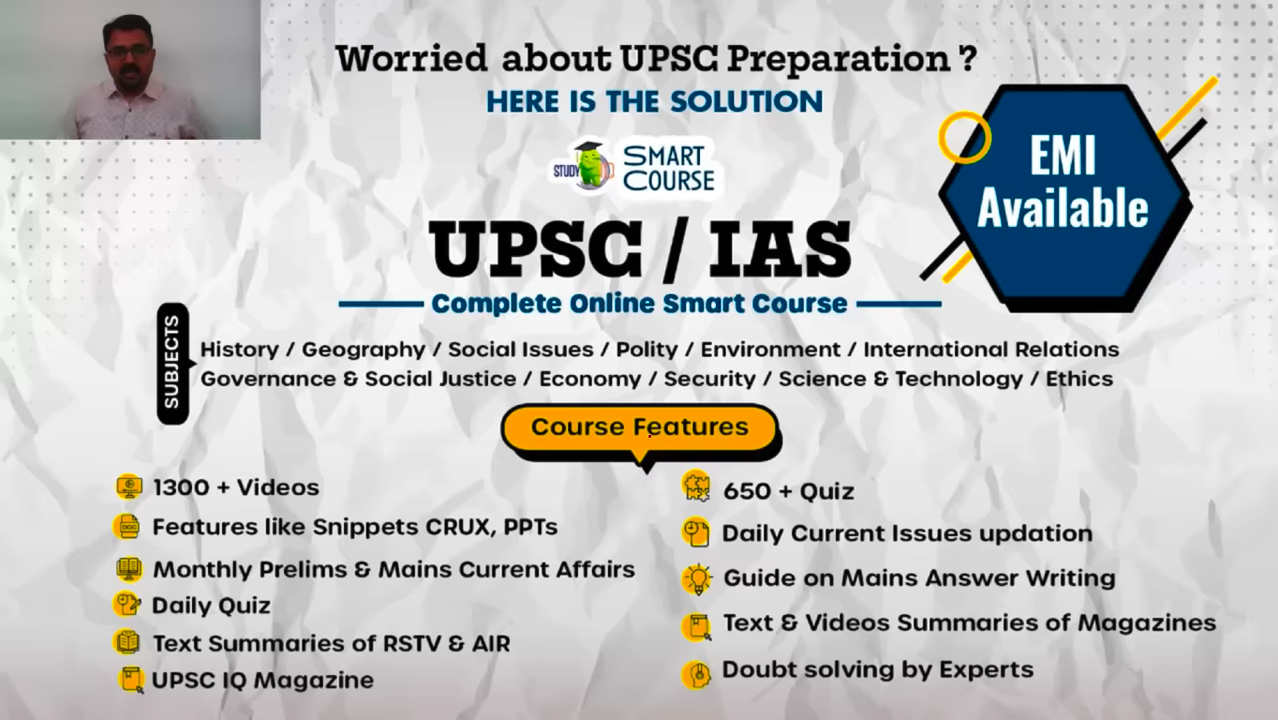 Worried about UPSC Preparation ?
HERE IS THE SOLUTION
STUDY
SMART
COURSE
EMI
Available
UPSC / IAS
Complete Online Smart Course
SUBJECTS
History / Geography / Social Issues / Polity / Environment / International Relations
Governance & Social Justice / Economy / Security / Science & Technology / Ethics
Course Features
1300 + Videos
Features like Snippets CRUX, PPTs
Monthly Prelims & Mains Current Affairs
Daily Quiz
Text Summaries of RSTV & AIR
UPSC IQ Magazine
650 + Quiz
Daily Current Issues updation
Guide on Mains Answer Writing
Text & Videos Summaries of Magazines
Doubt solving by Experts